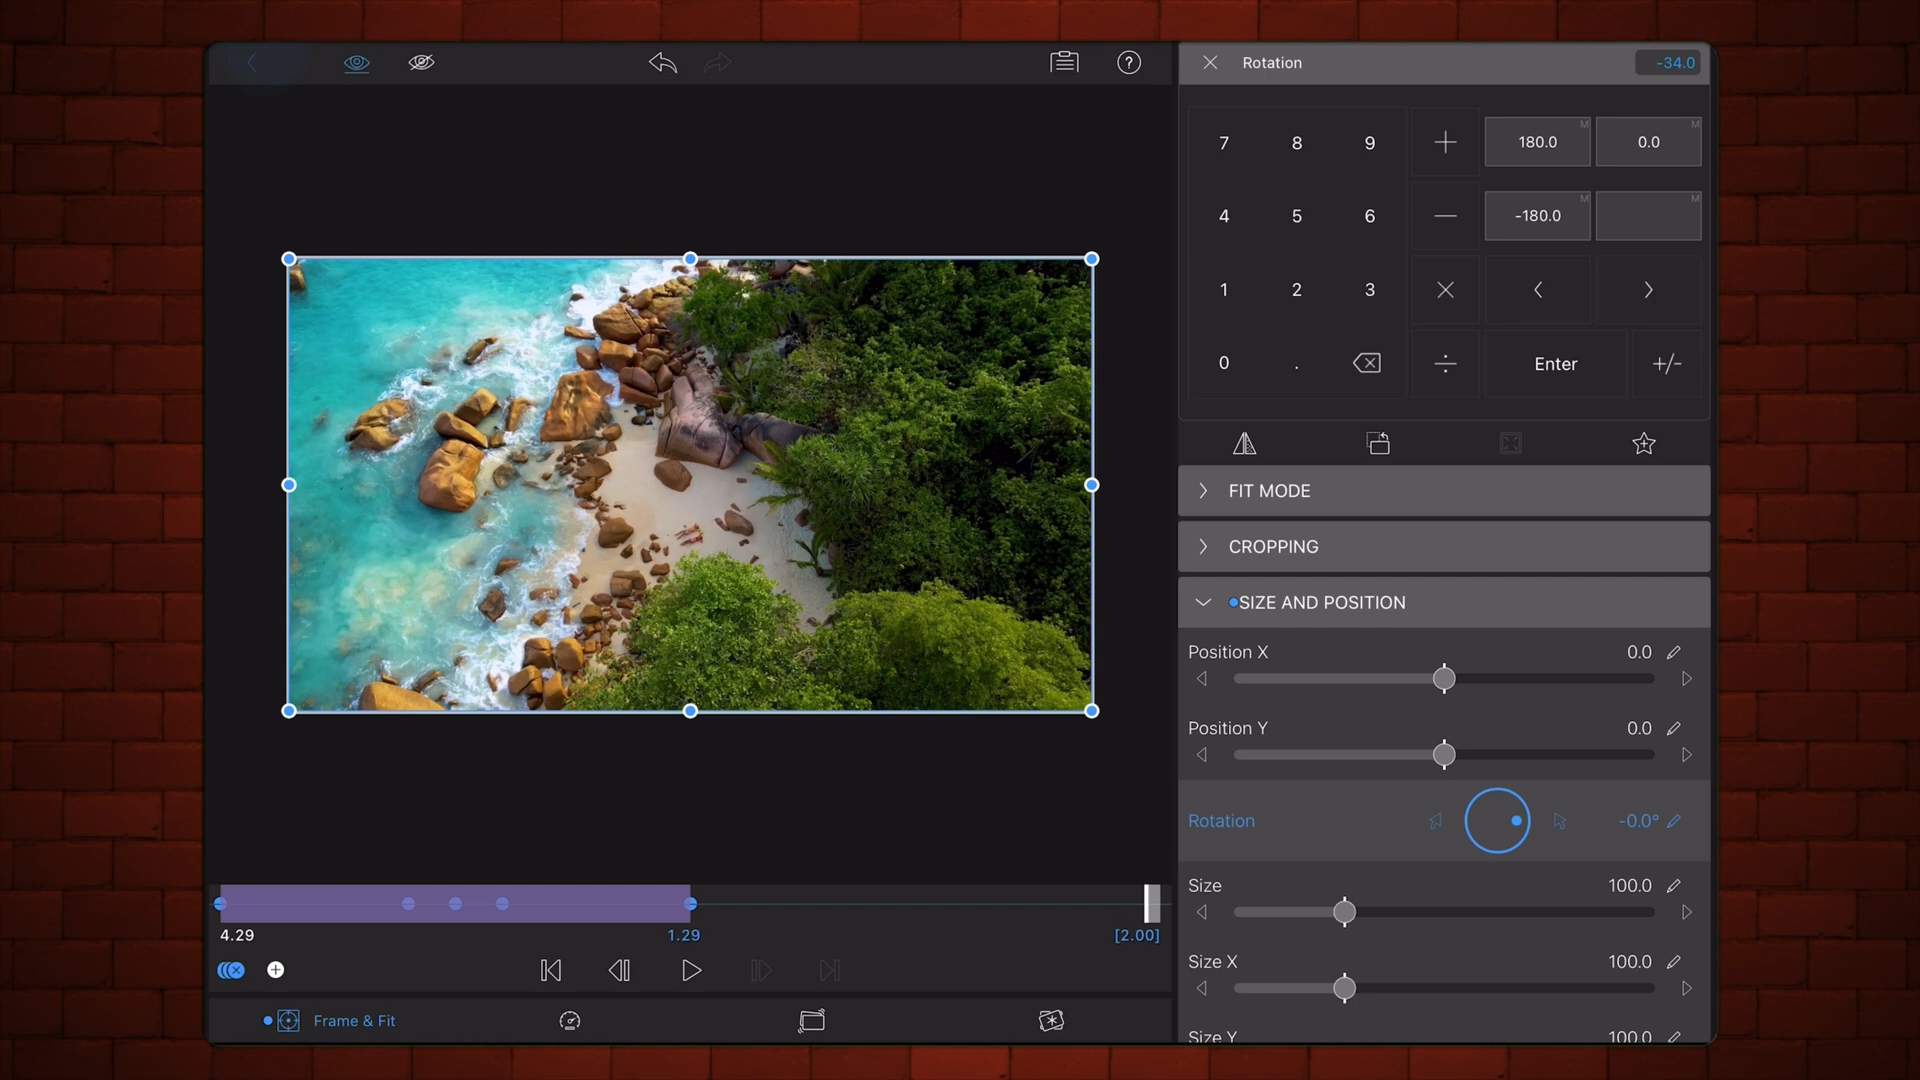 Rotation
-34.0
7 8 9 180.0 M 0.0 M
4 5 6 -180.0 M M
1 2 3
0 . Enter +/-
FIT MODE
CROPPING
SIZE AND POSITION
Position X 0.0
Position Y 0.0
Rotation -0.0°
Size 100.0
Size X 100.0
Size Y 100.0
4.29 1.29 [2.00]
Frame & Fit